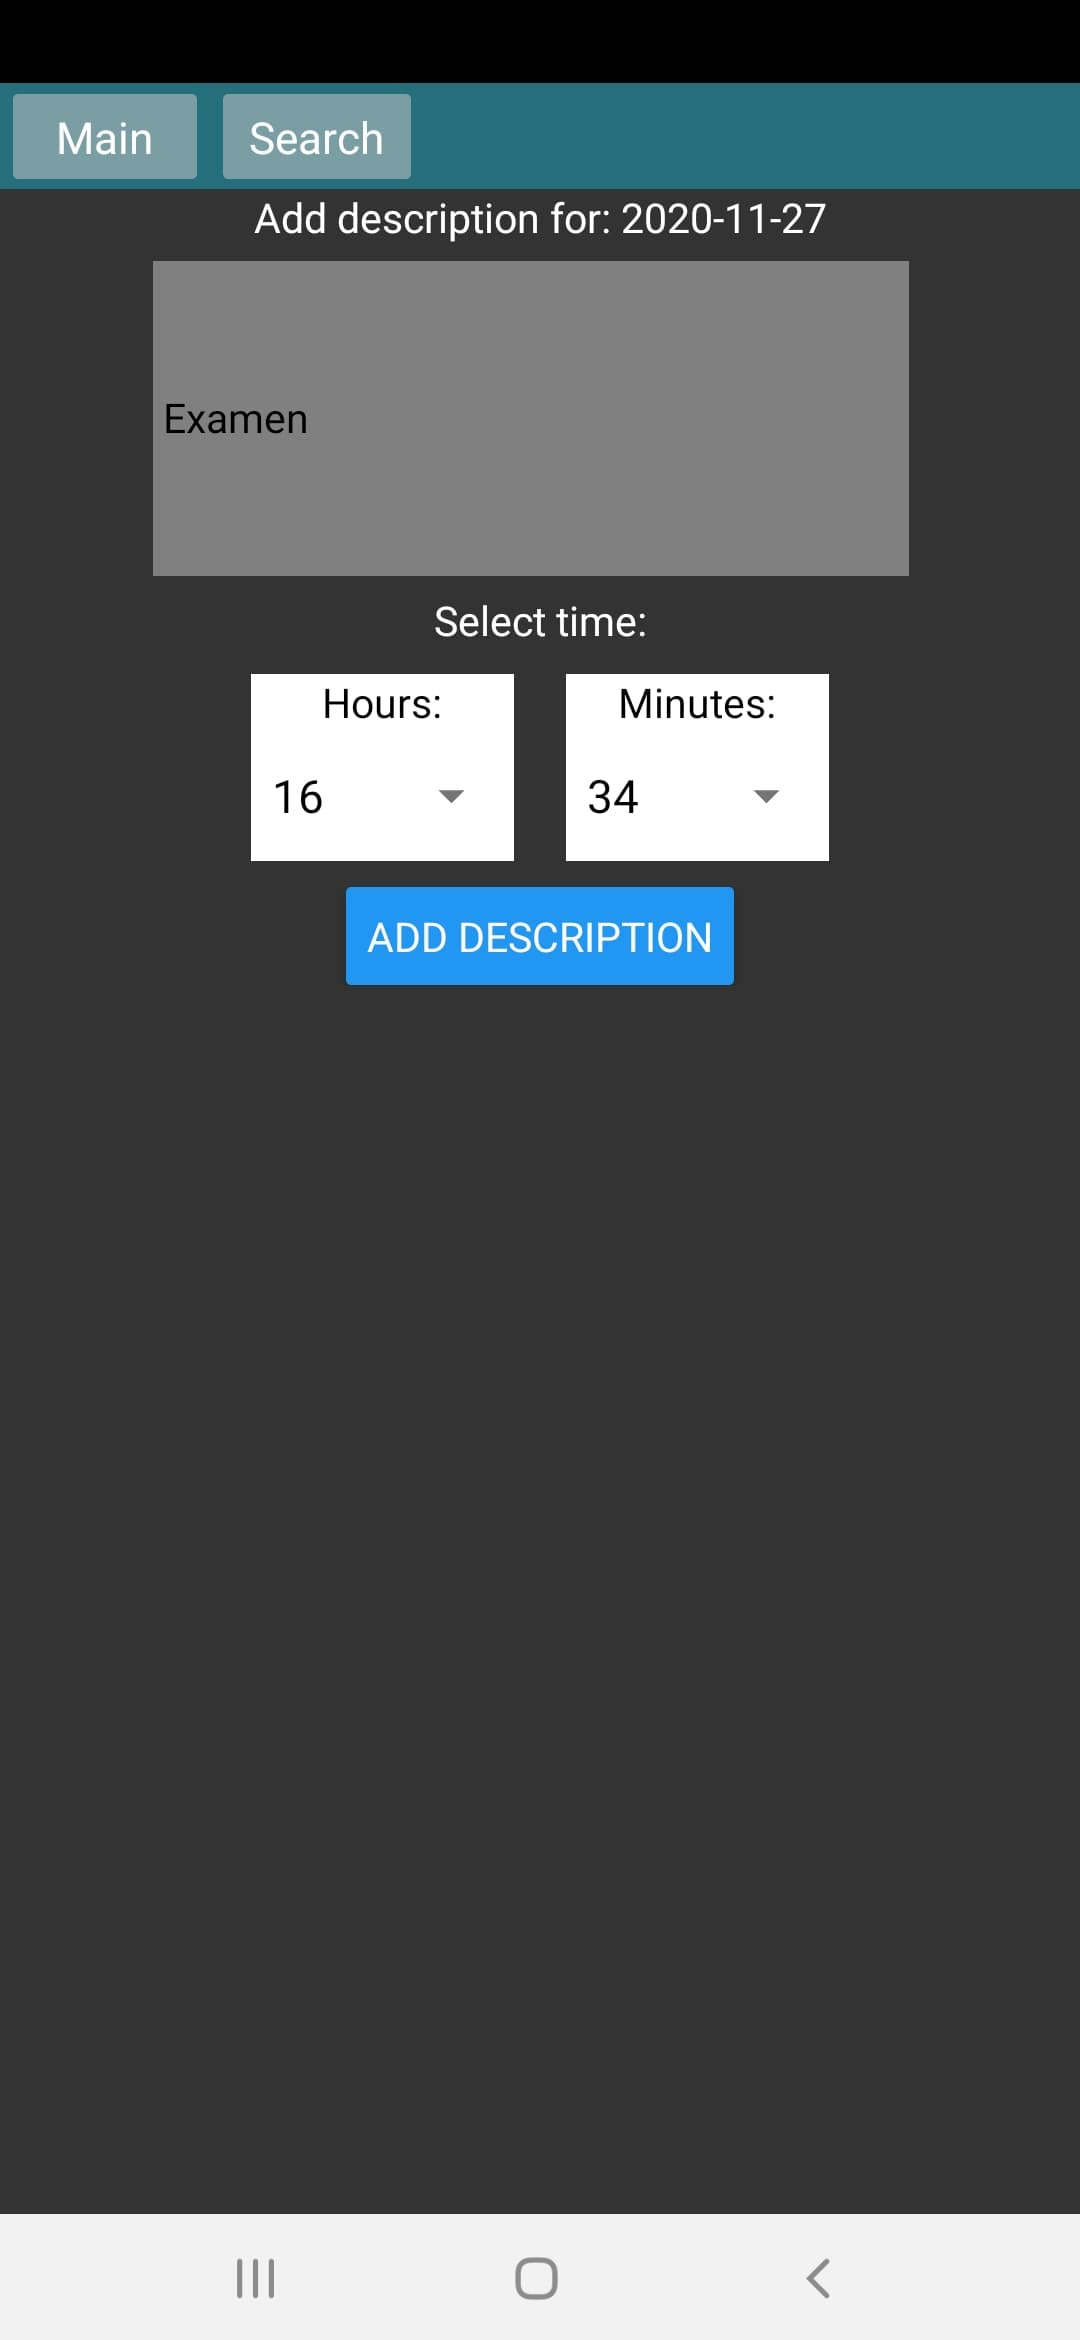 Main Search
Add description for: 2020-11-27
Examen
Select time:
Hours: Minutes:
16 34
ADD DESCRIPTION